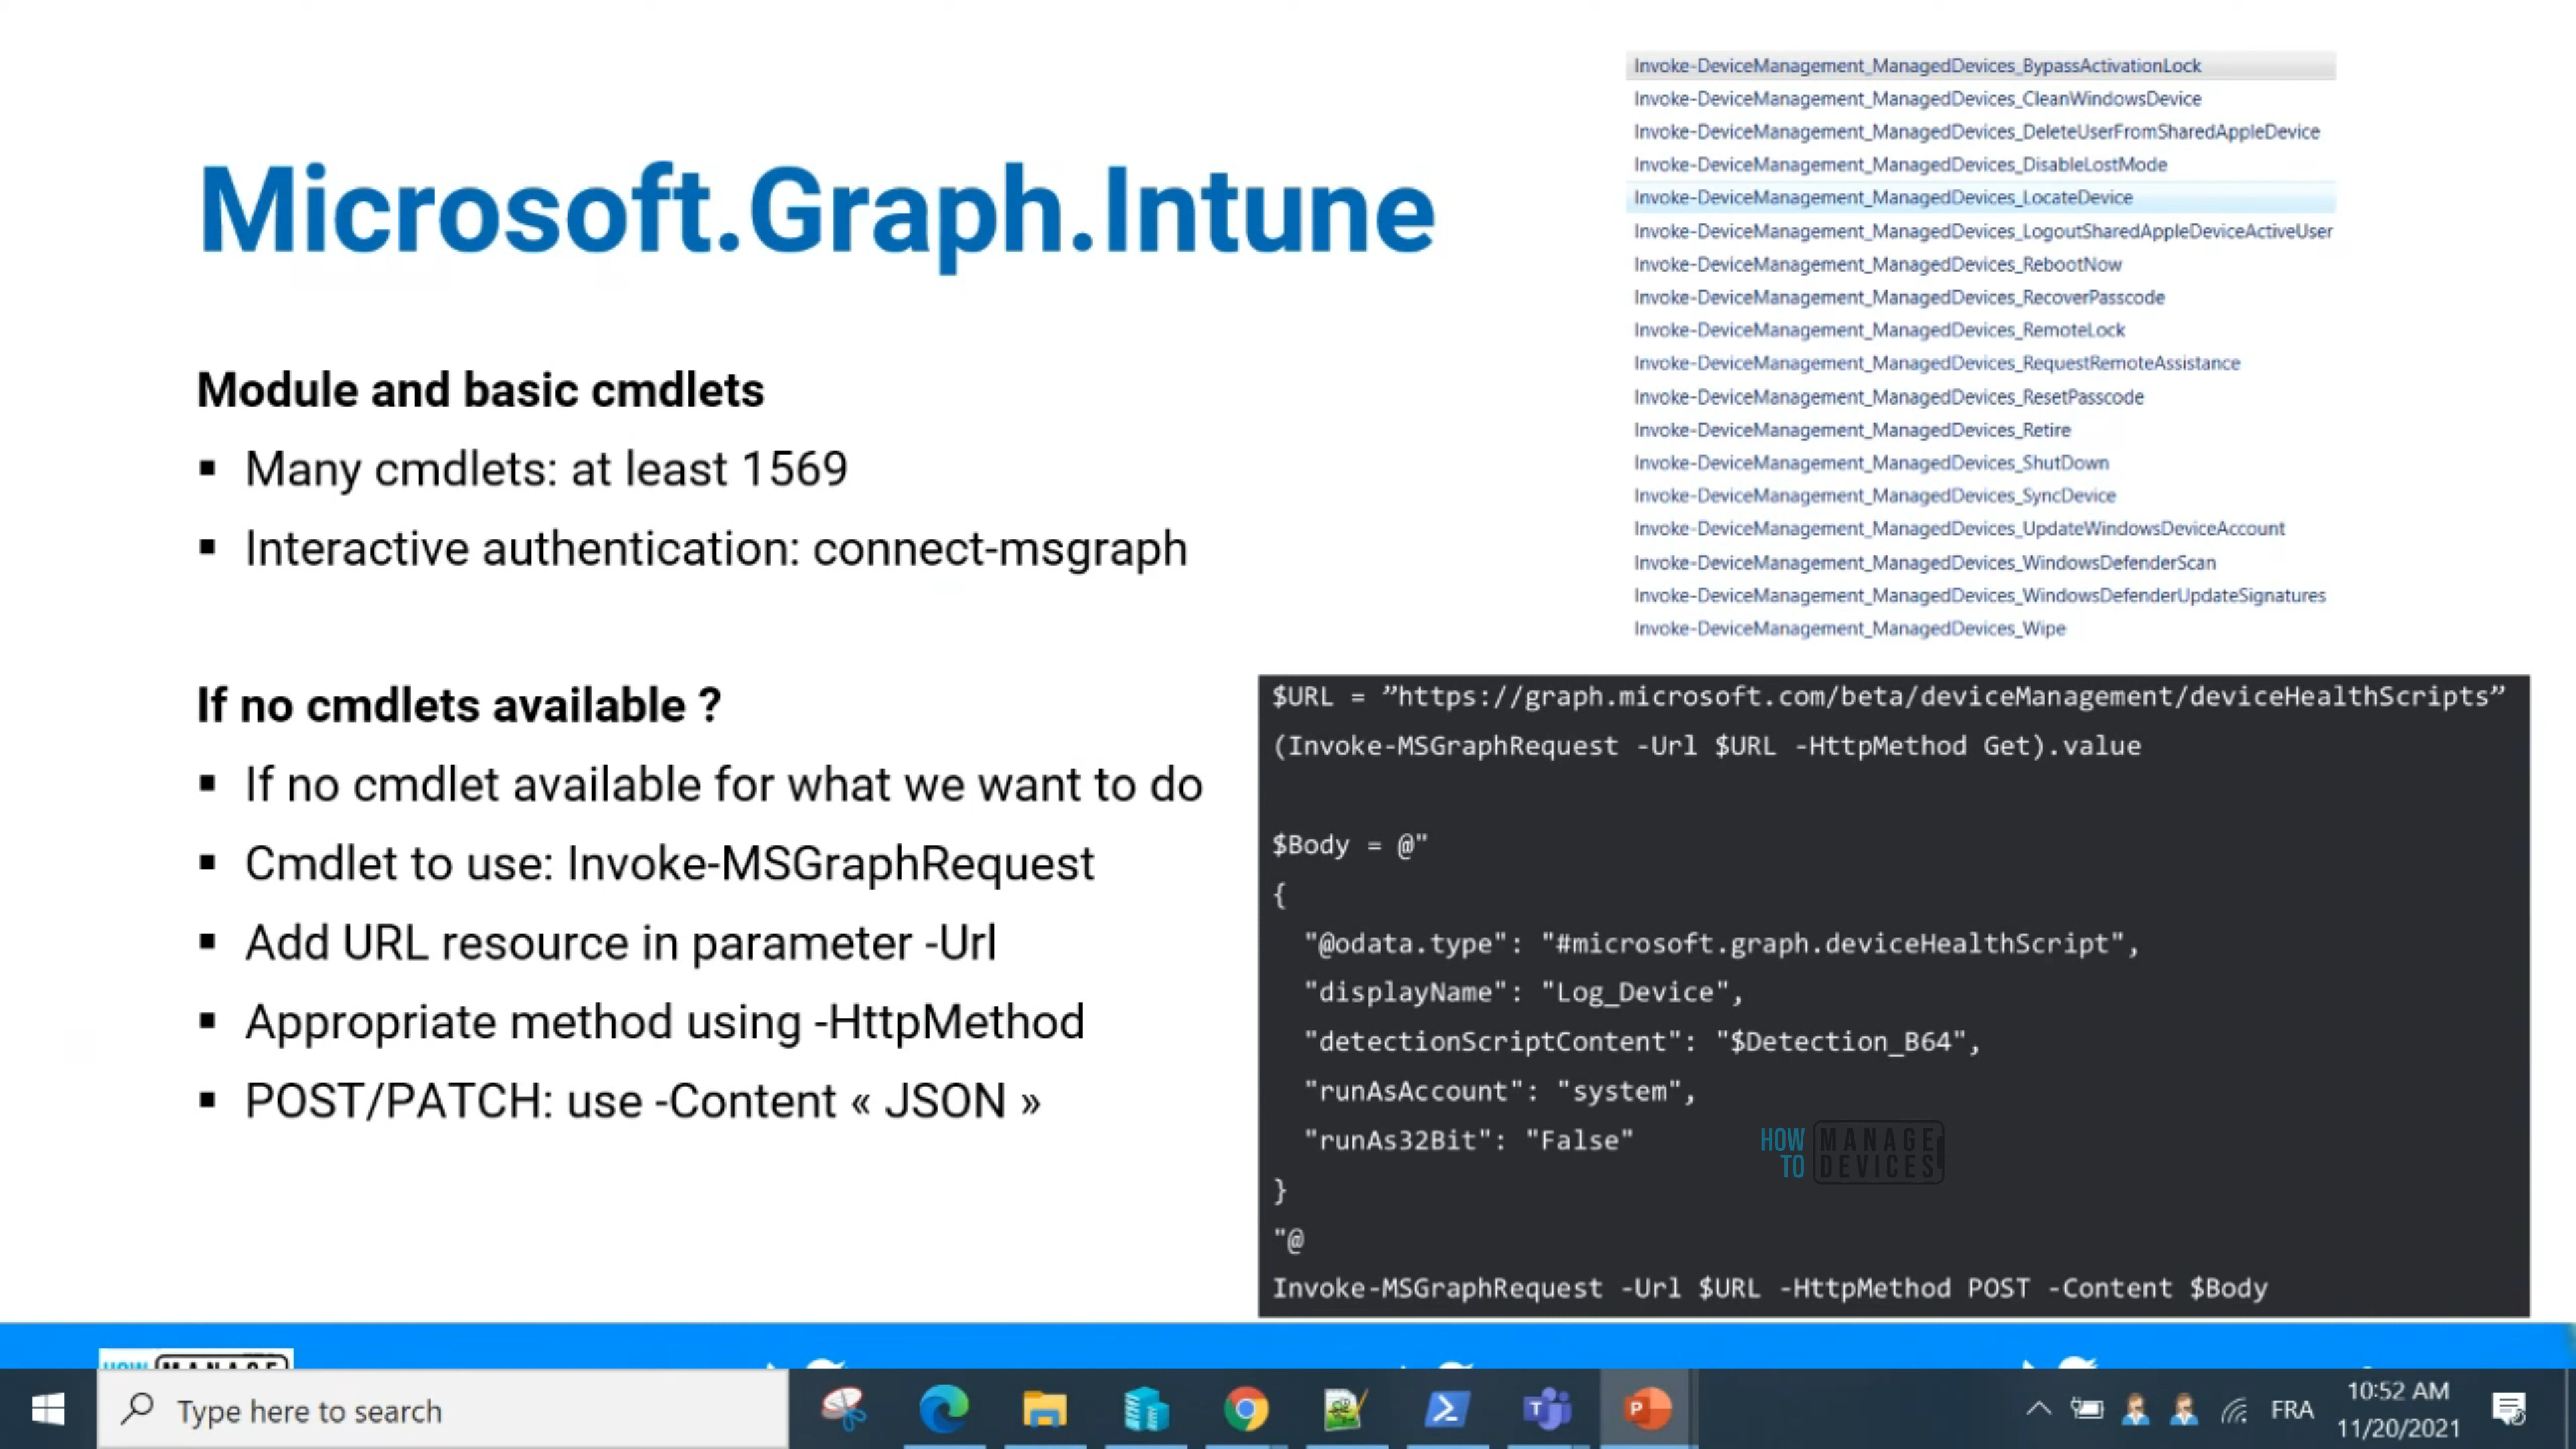 Microsoft.Graph.Intune
Module and basic cmdlets
▪ Many cmdlets: at least 1569
▪ Interactive authentication: connect-msgraph
If no cmdlets available ?
▪ If no cmdlet available for what we want to do
▪ Cmdlet to use: Invoke-MSGraphRequest
▪ Add URL resource in parameter -Url
▪ Appropriate method using -HttpMethod
▪ POST/PATCH: use -Content « JSON »
Invoke-DeviceManagement_ManagedDevices_BypassActivationLock
Invoke-DeviceManagement_ManagedDevices_CleanWindowsDevice
Invoke-DeviceManagement_ManagedDevices_DeleteUserFromSharedAppleDevice
Invoke-DeviceManagement_ManagedDevices_DisableLostMode
Invoke-DeviceManagement_ManagedDevices_LocateDevice
Invoke-DeviceManagement_ManagedDevices_LogoutSharedAppleDeviceActiveUser
Invoke-DeviceManagement_ManagedDevices_RebootNow
Invoke-DeviceManagement_ManagedDevices_RecoverPasscode
Invoke-DeviceManagement_ManagedDevices_RemoteLock
Invoke-DeviceManagement_ManagedDevices_RequestRemoteAssistance
Invoke-DeviceManagement_ManagedDevices_ResetPasscode
Invoke-DeviceManagement_ManagedDevices_Retire
Invoke-DeviceManagement_ManagedDevices_ShutDown
Invoke-DeviceManagement_ManagedDevices_SyncDevice
Invoke-DeviceManagement_ManagedDevices_UpdateWindowsDeviceAccount
Invoke-DeviceManagement_ManagedDevices_WindowsDefenderScan
Invoke-DeviceManagement_ManagedDevices_WindowsDefenderUpdateSignatures
Invoke-DeviceManagement_ManagedDevices_Wipe
$URL = ”https://graph.microsoft.com/beta/deviceManagement/deviceHealthScripts”
(Invoke-MSGraphRequest -Url $URL -HttpMethod Get).value
$Body = @"
{
"@odata.type": "#microsoft.graph.deviceHealthScript",
"displayName": "Log_Device",
"detectionScriptContent": "$Detection_B64",
"runAsAccount": "system",
"runAs32Bit": "False"
}
"@
Invoke-MSGraphRequest -Url $URL -HttpMethod POST -Content $Body
HOW MANAGE
TO DEVICES
HOW MANAGE
Type here to search
FRA
10:52 AM
11/20/2021